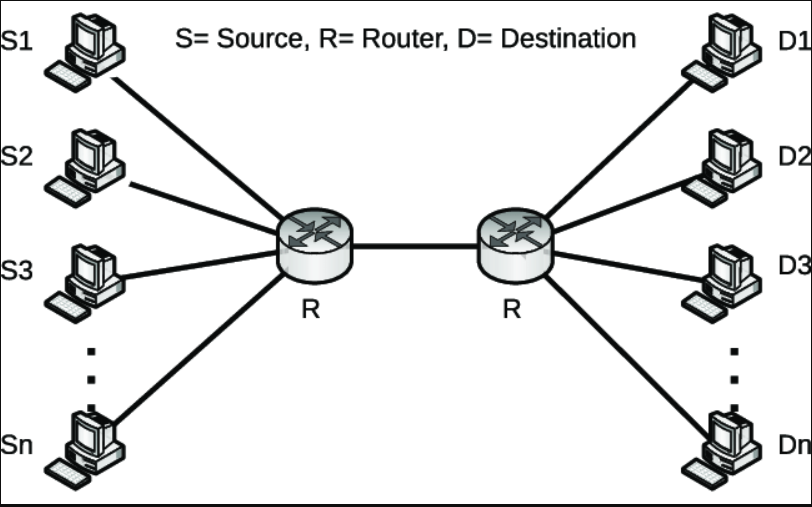 S= Source, R= Router, D= Destination
S1
D1
S2
D2
S3
D3
R
R
Sn
Dn